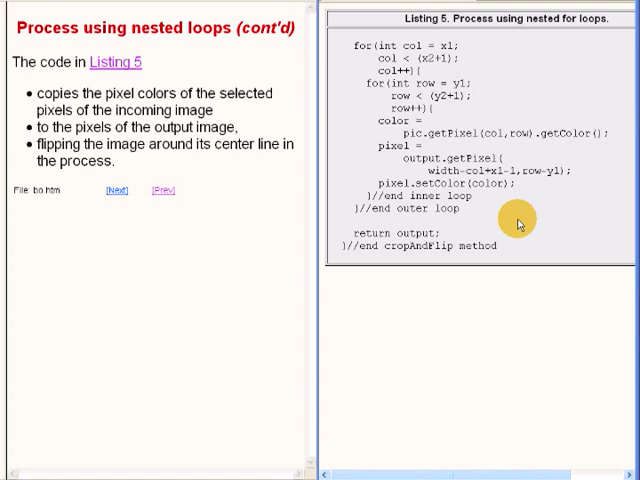 Process using nested loops (cont'd)
The code in Listing 5
• copies the pixel colors of the selected
pixels of the incoming image
• to the pixels of the output image,
• flipping the image around its center line in
the process.
File: bo.htm [Next] [Prev]
Listing 5. Process using nested for loops.
for(int col = x1;
col < (x2+1);
col++){
for(int row = y1;
row < (y2+1);
row++){
color =
pic.getPixel(col,row).getColor();
pixel =
output.getPixel(
width-col+x1-1,row-y1);
pixel.setColor(color);
}//end inner loop
}//end outer loop
return output;
}//end cropAndFlip method